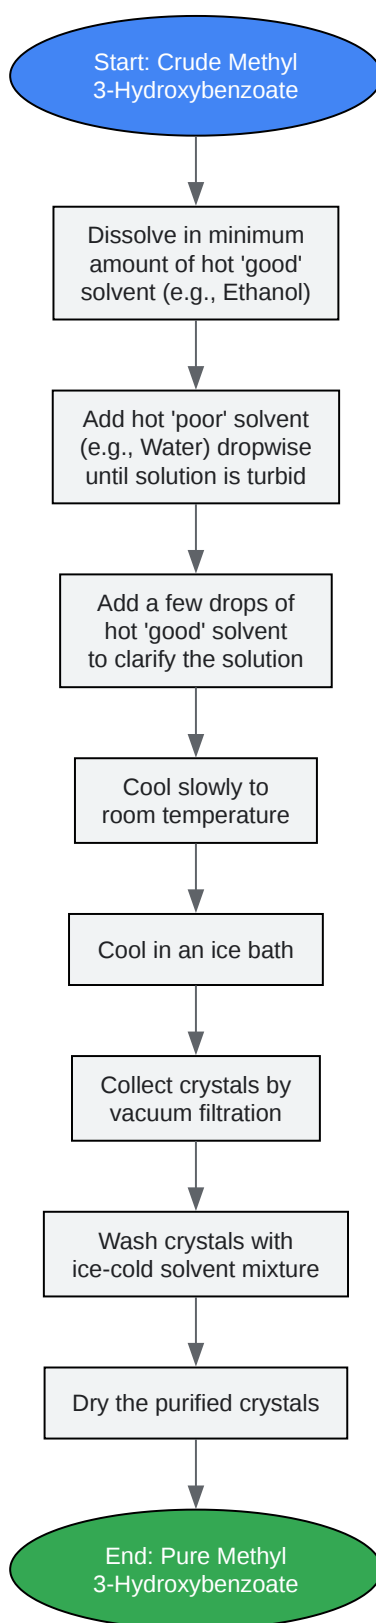 Start: Crude Methyl
3-Hydroxybenzoate
Dissolve in minimum
amount of hot 'good'
solvent (e.g., Ethanol)
Add hot 'poor' solvent
(e.g., Water) dropwise
until solution is turbid
Add a few drops of
hot 'good' solvent
to clarify the solution
Cool slowly to
room temperature
Cool in an ice bath
Collect crystals by
vacuum filtration
Wash crystals with
ice-cold solvent mixture
Dry the purified crystals
End: Pure Methyl
3-Hydroxybenzoate